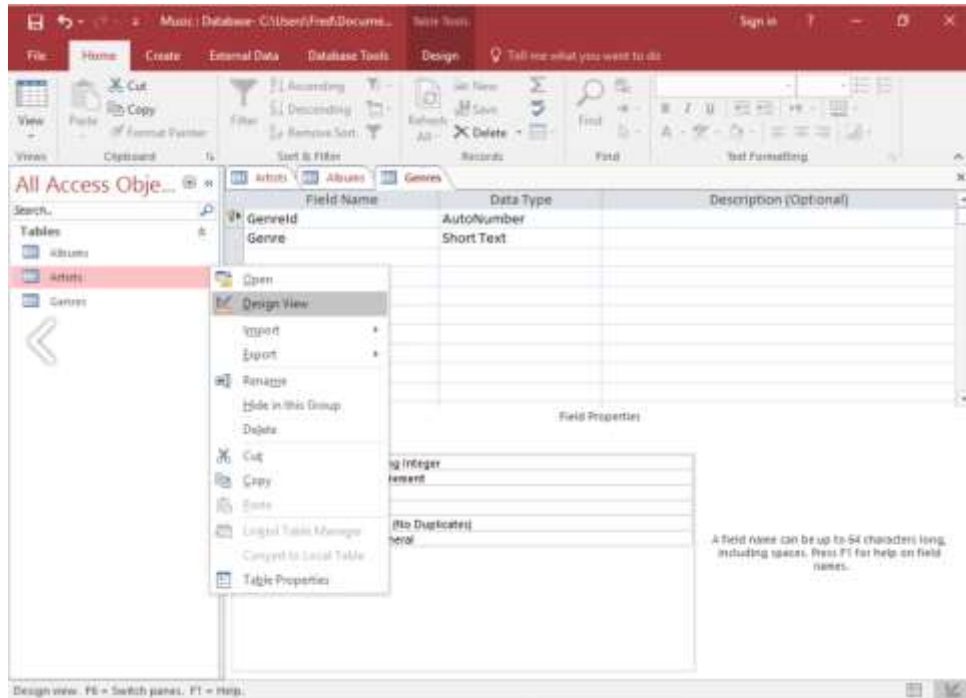 Music : Database- C:\Users\Fred\Docume...
Table Tools
Sign in
?
File
Home
Create
External Data
Database Tools
Design
Tell me what you want to do
View
Paste
Cut
Copy
Format Painter
Filter
Ascending
Descending
Remove Sort
Refresh All
New
Save
Delete
Find
Views
Clipboard
Sort & Filter
Records
Find
Text Formatting
All Access Obje...
Search...
Tables
Albums
Artists
Genres
Artists
Albums
Genres
Field Name
Data Type
Description (Optional)
GenreId
AutoNumber
Genre
Short Text
Open
Design View
Import
Export
Rename
Hide in this Group
Delete
Cut
Copy
Paste
Linked Table Manager
Convert to Local Table
Table Properties
Field Properties
ng Integer
rement
(No Duplicates)
neral
A field name can be up to 64 characters long,
including spaces. Press F1 for help on field
names.
Design view. F6 = Switch panes. F1 = Help.